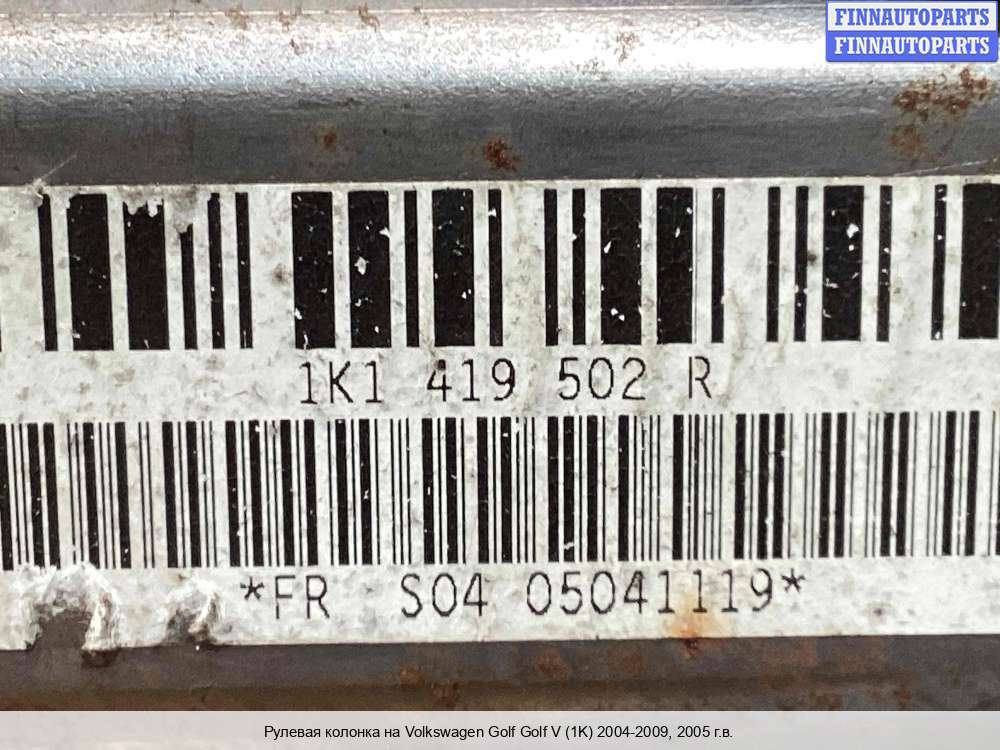 FINNAUTOPARTS
FINNAUTOPARTS
1K1 419 502 R
*FR S04 05041119*
Рулевая колонка на Volkswagen Golf Golf V (1K) 2004-2009, 2005 г.в.